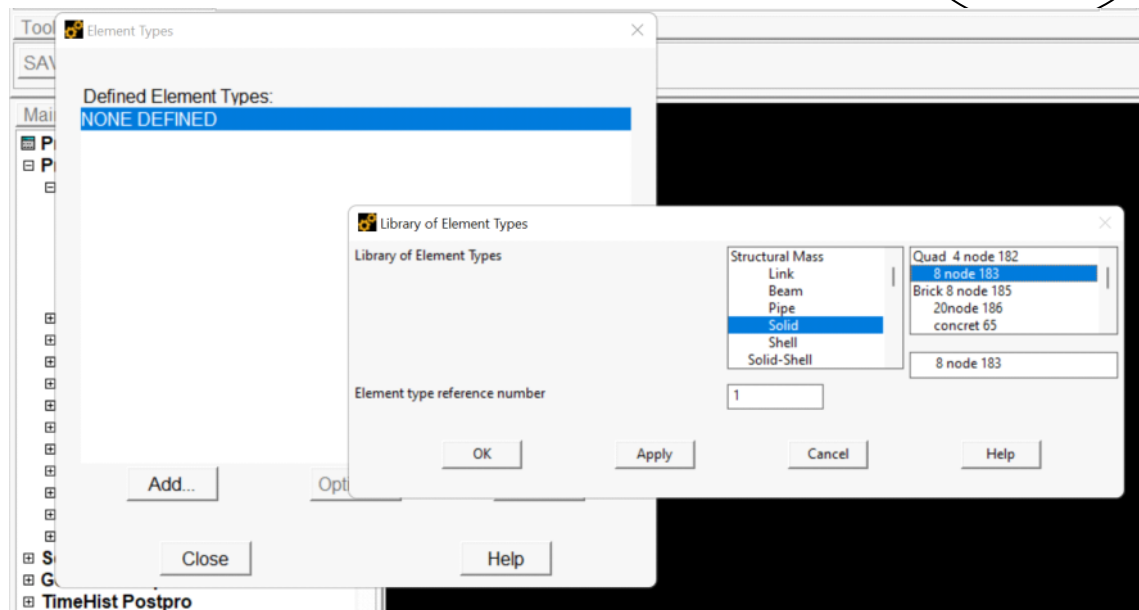 Tool
Element Types
SAV
Defined Element Types:
Mai
NONE DEFINED
P
P
Library of Element Types
Library of Element Types
Structural Mass
Link
Beam
Pipe
Solid
Shell
Solid-Shell
Quad 4 node 182
8 node 183
Brick 8 node 185
20node 186
concret 65
8 node 183
Element type reference number
1
OK
Apply
Cancel
Help
Add...
Opti
Close
Help
S
G
TimeHist Postpro